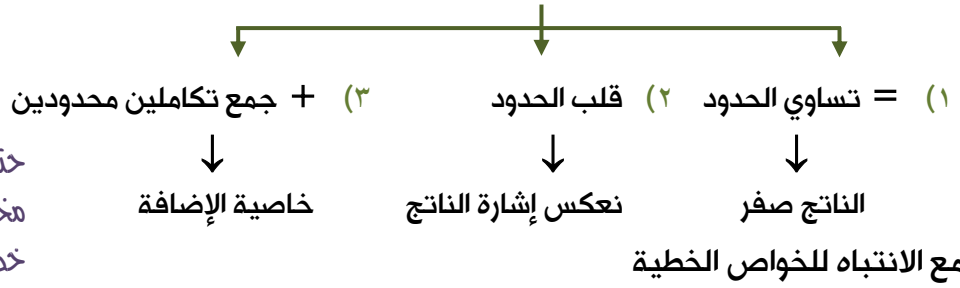 ١) = تساوي الحدود ٢) قلب الحدود ٣) + جمع تكاملين محدودين
↓ ↓ ↓
الناتج صفر نعكس إشارة الناتج خاصية الإضافة
مع الانتباه للخواص الخطية